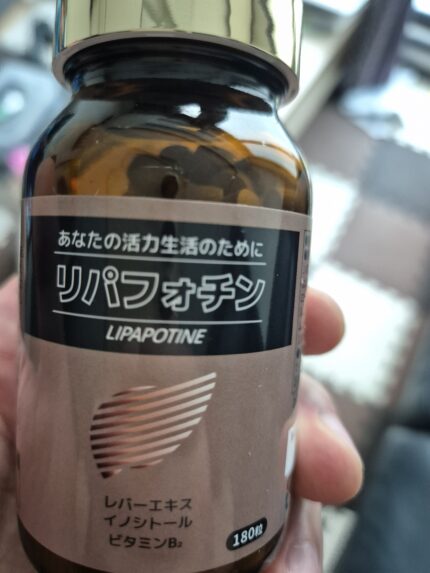 あなたの活力生活のために
リパフォチン
LIPAPOTINE
レバーエキス
イノシトール
ビタミンB₂
180粒